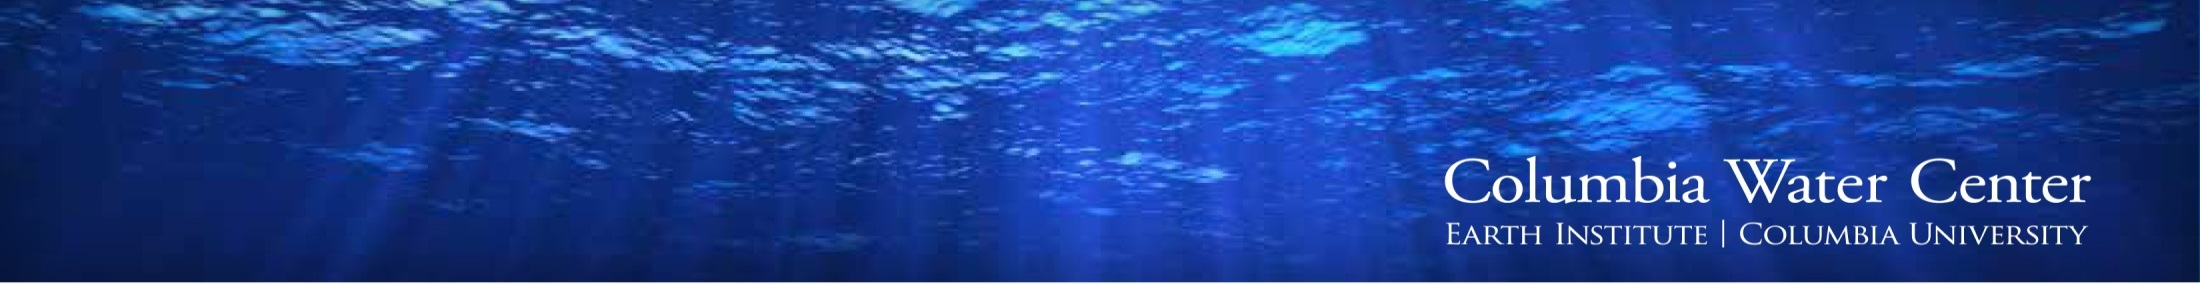 Columbia Water Center
Earth Institute | Columbia University